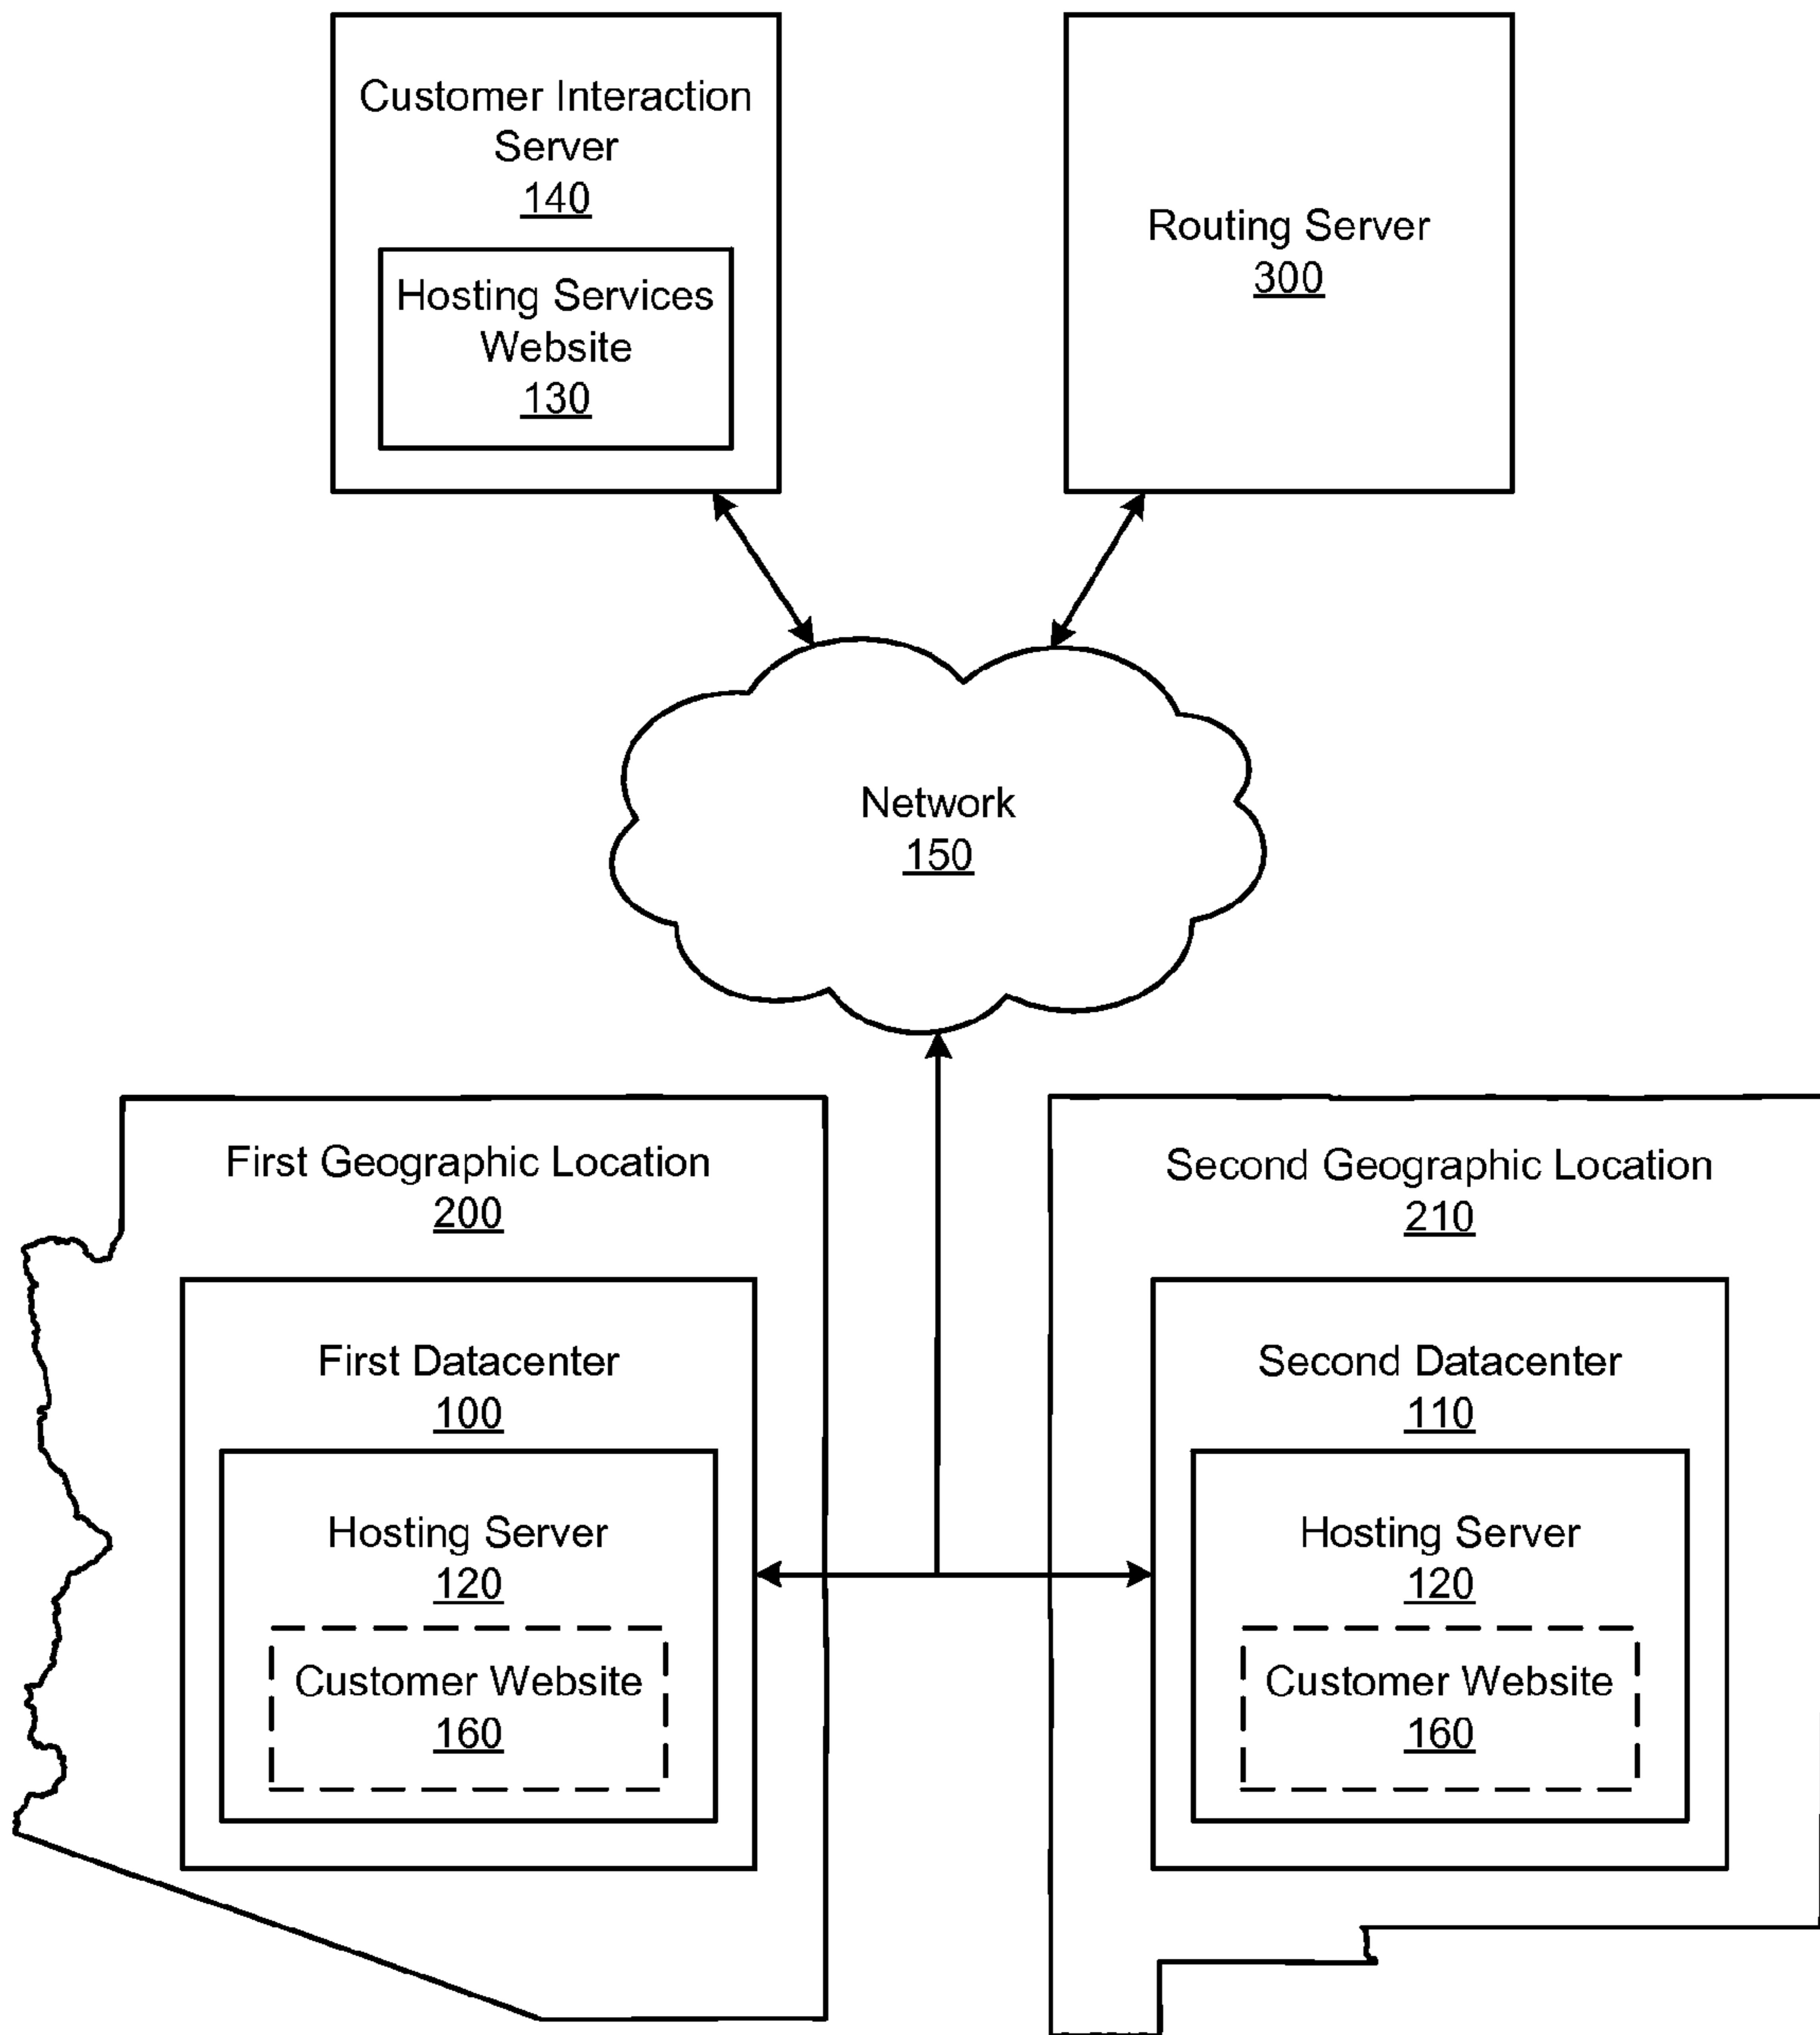 Customer Interaction
Server
140
Hosting Services
Website
130
Routing Server
300
Network
150
First Geographic Location
200
First Datacenter
100
Hosting Server
120
Customer Website
160
Second Geographic Location
210
Second Datacenter
110
Hosting Server
120
Customer Website
160